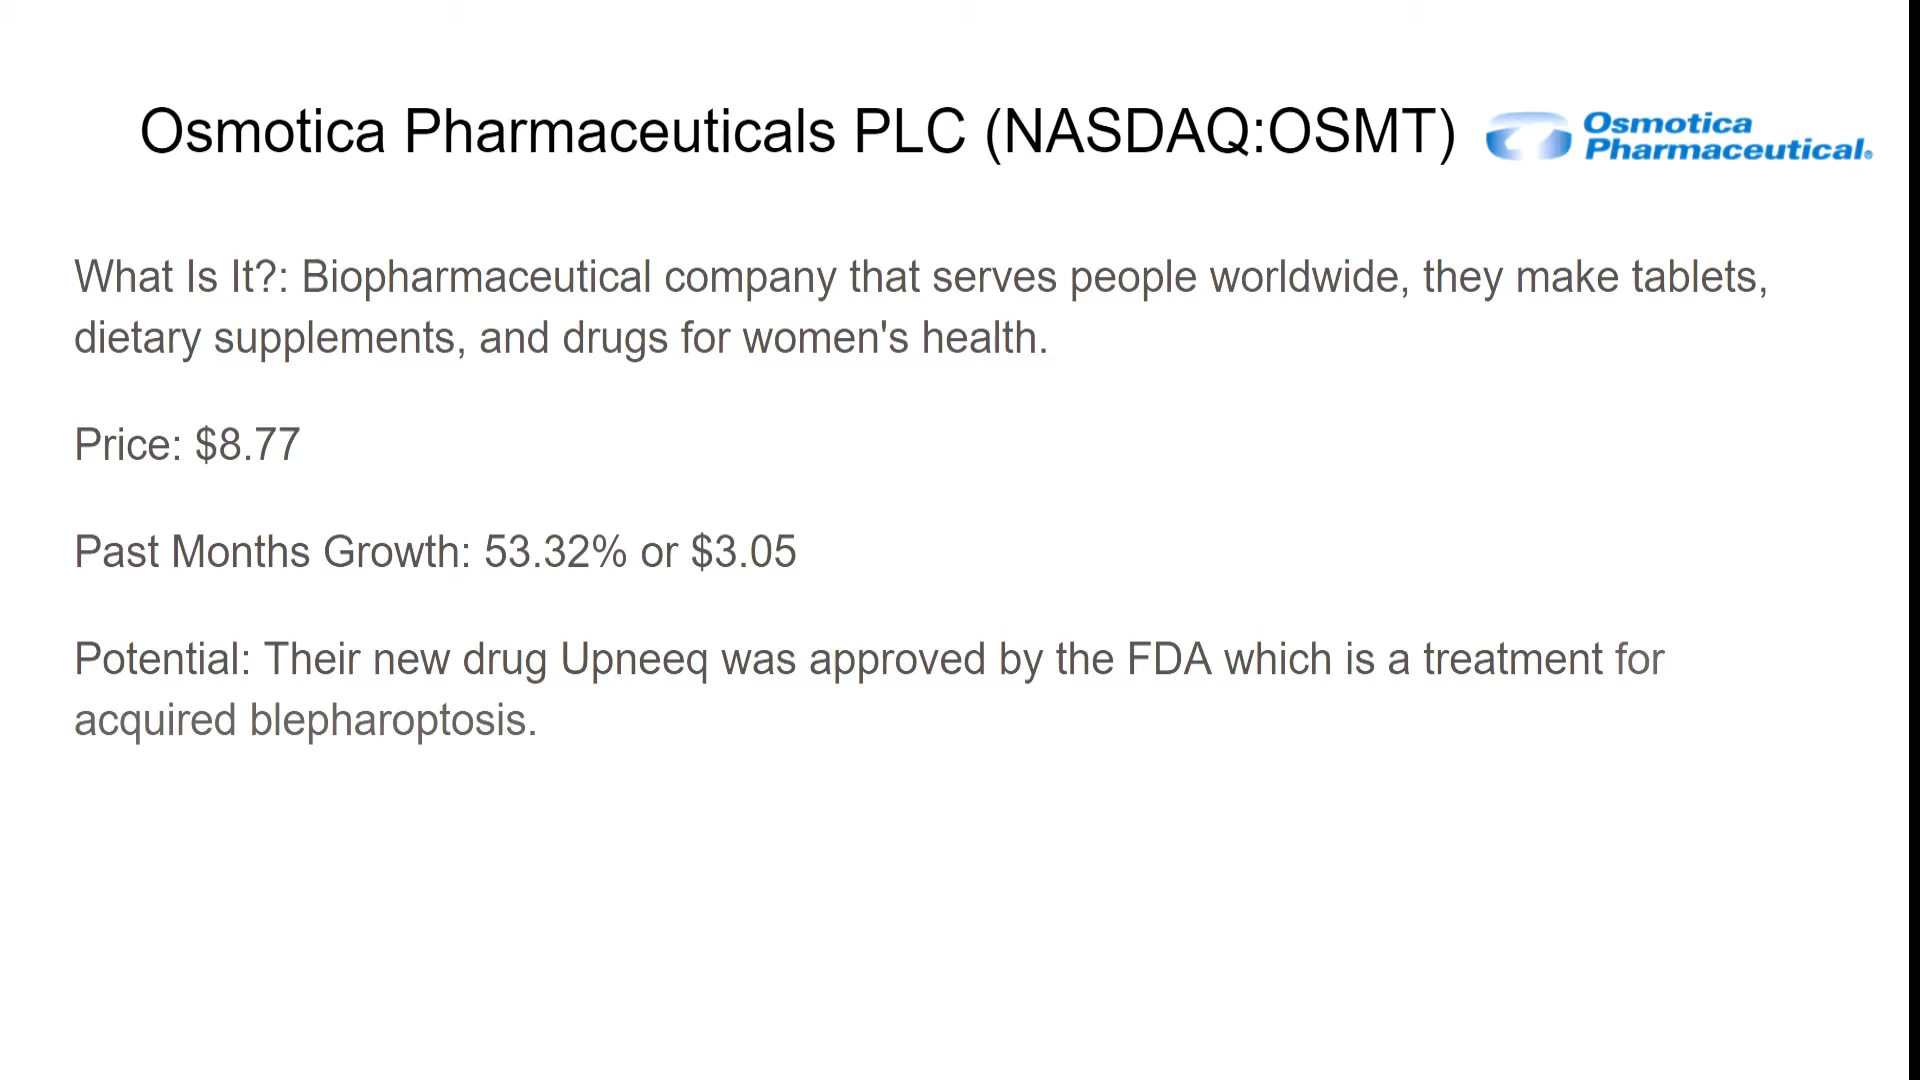 Osmotica Pharmaceuticals PLC (NASDAQ:OSMT)
Osmotica
Pharmaceutical®
What Is It?: Biopharmaceutical company that serves people worldwide, they make tablets,
dietary supplements, and drugs for women's health.
Price: $8.77
Past Months Growth: 53.32% or $3.05
Potential: Their new drug Upneeq was approved by the FDA which is a treatment for
acquired blepharoptosis.